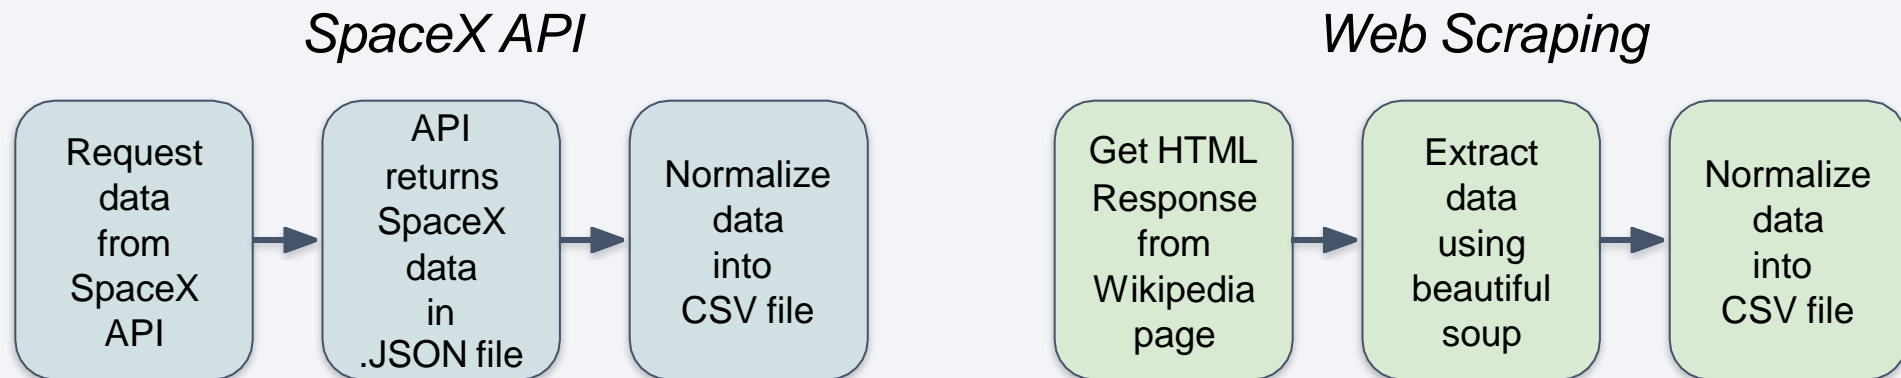 SpaceX API
Request
data
from
SpaceX
API
API
returns
SpaceX
data
in
.JSON file
Normalize
data
into
CSV file
Web Scraping
Get HTML
Response
from
Wikipedia
page
Extract
data
using
beautiful
soup
Normalize
data
into
CSV file